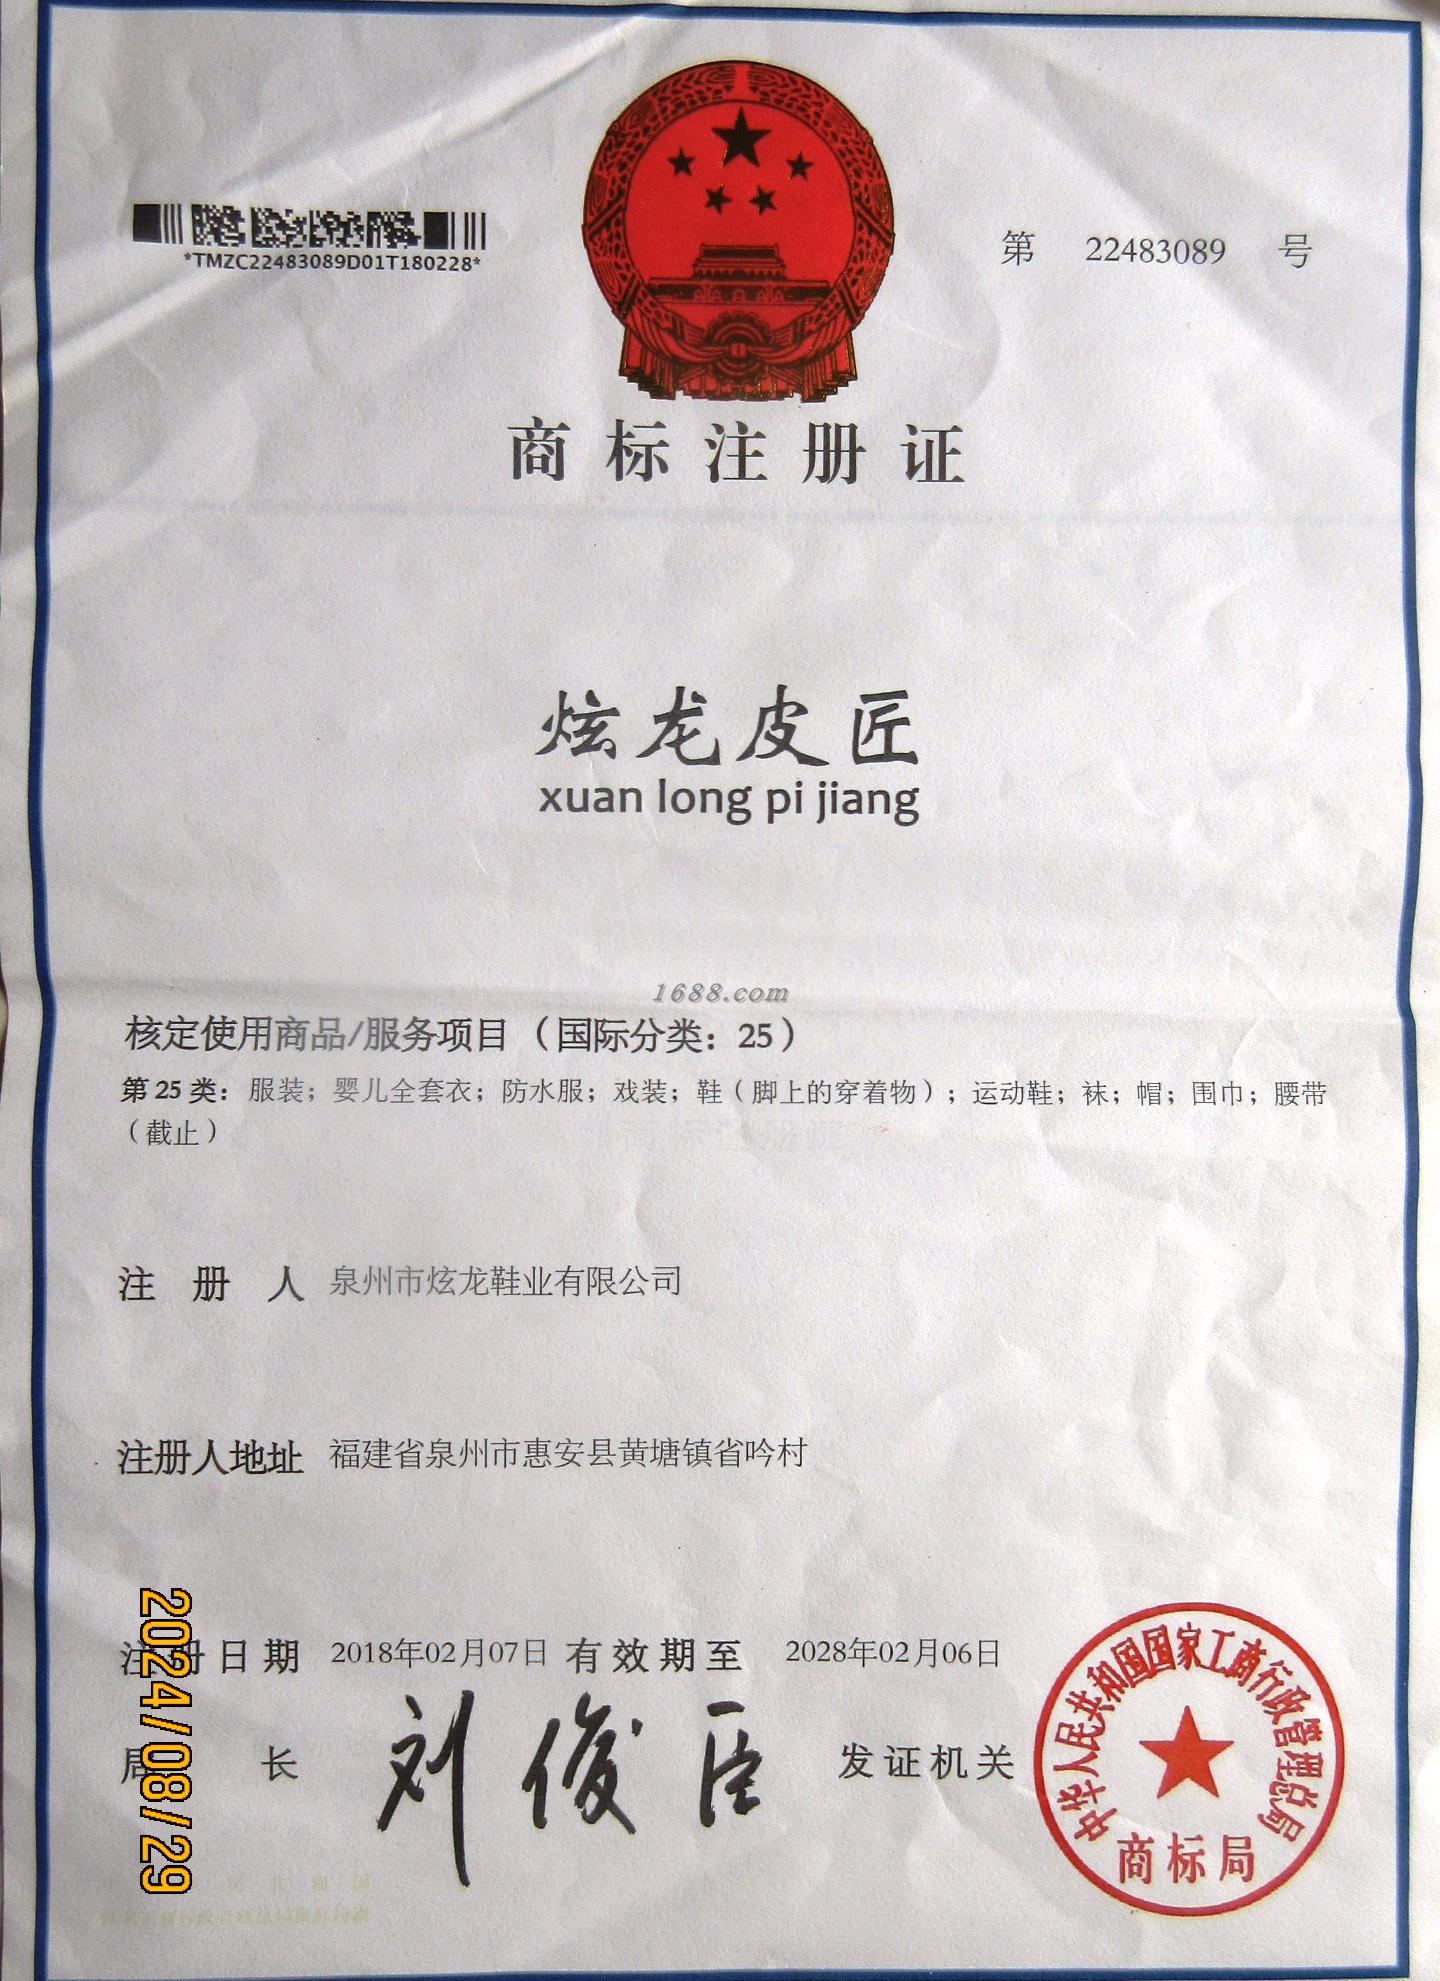 *TMZC22483089D01T180228*
第 22483089 号
商标注册证
炫龙皮匠
xuan long pi jiang
1688.com
核定使用商品/服务项目（国际分类：25）
第25类：服装；婴儿全套衣；防水服；戏装；鞋（脚上的穿着物）；运动鞋；袜；帽；围巾；腰带
（截止）
注册人 泉州市炫龙鞋业有限公司
注册人地址 福建省泉州市惠安县黄塘镇省吟村
注册日期 2018年02月07日 有效期至 2028年02月06日
局长 刘俊臣 发证机关
中华人民共和国国家工商行政管理总局
商标局
2024/08/29